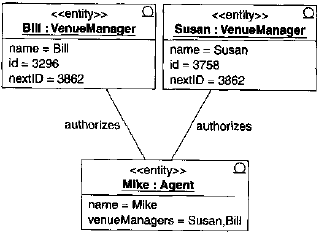 <<entity>>
Bill : VenueManager
name = Bill
id = 3296
nextID = 3862
<<entity>>
Susan : VenueManager
name = Susan
id = 3758
nextID = 3862
authorizes
authorizes
<<entity>>
Mike : Agent
name = Mike
venueManagers = Susan,Bill